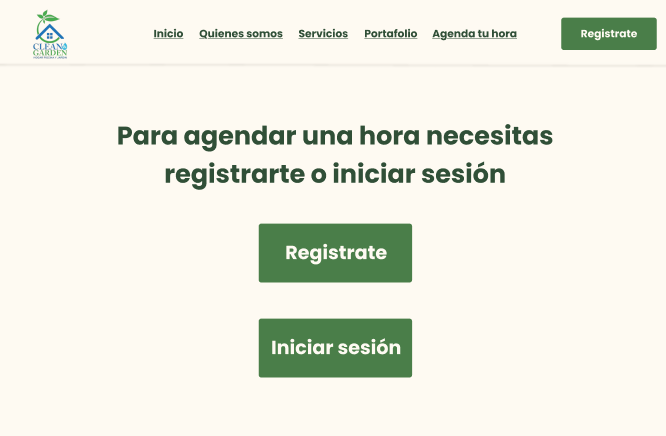 CLEAN
GARDEN
Inicio
Quienes somos
Servicios
Portafolio
Agenda tu hora
Registrate
Para agendar una hora necesitas
registrarte o iniciar sesión
Registrate
Iniciar sesión